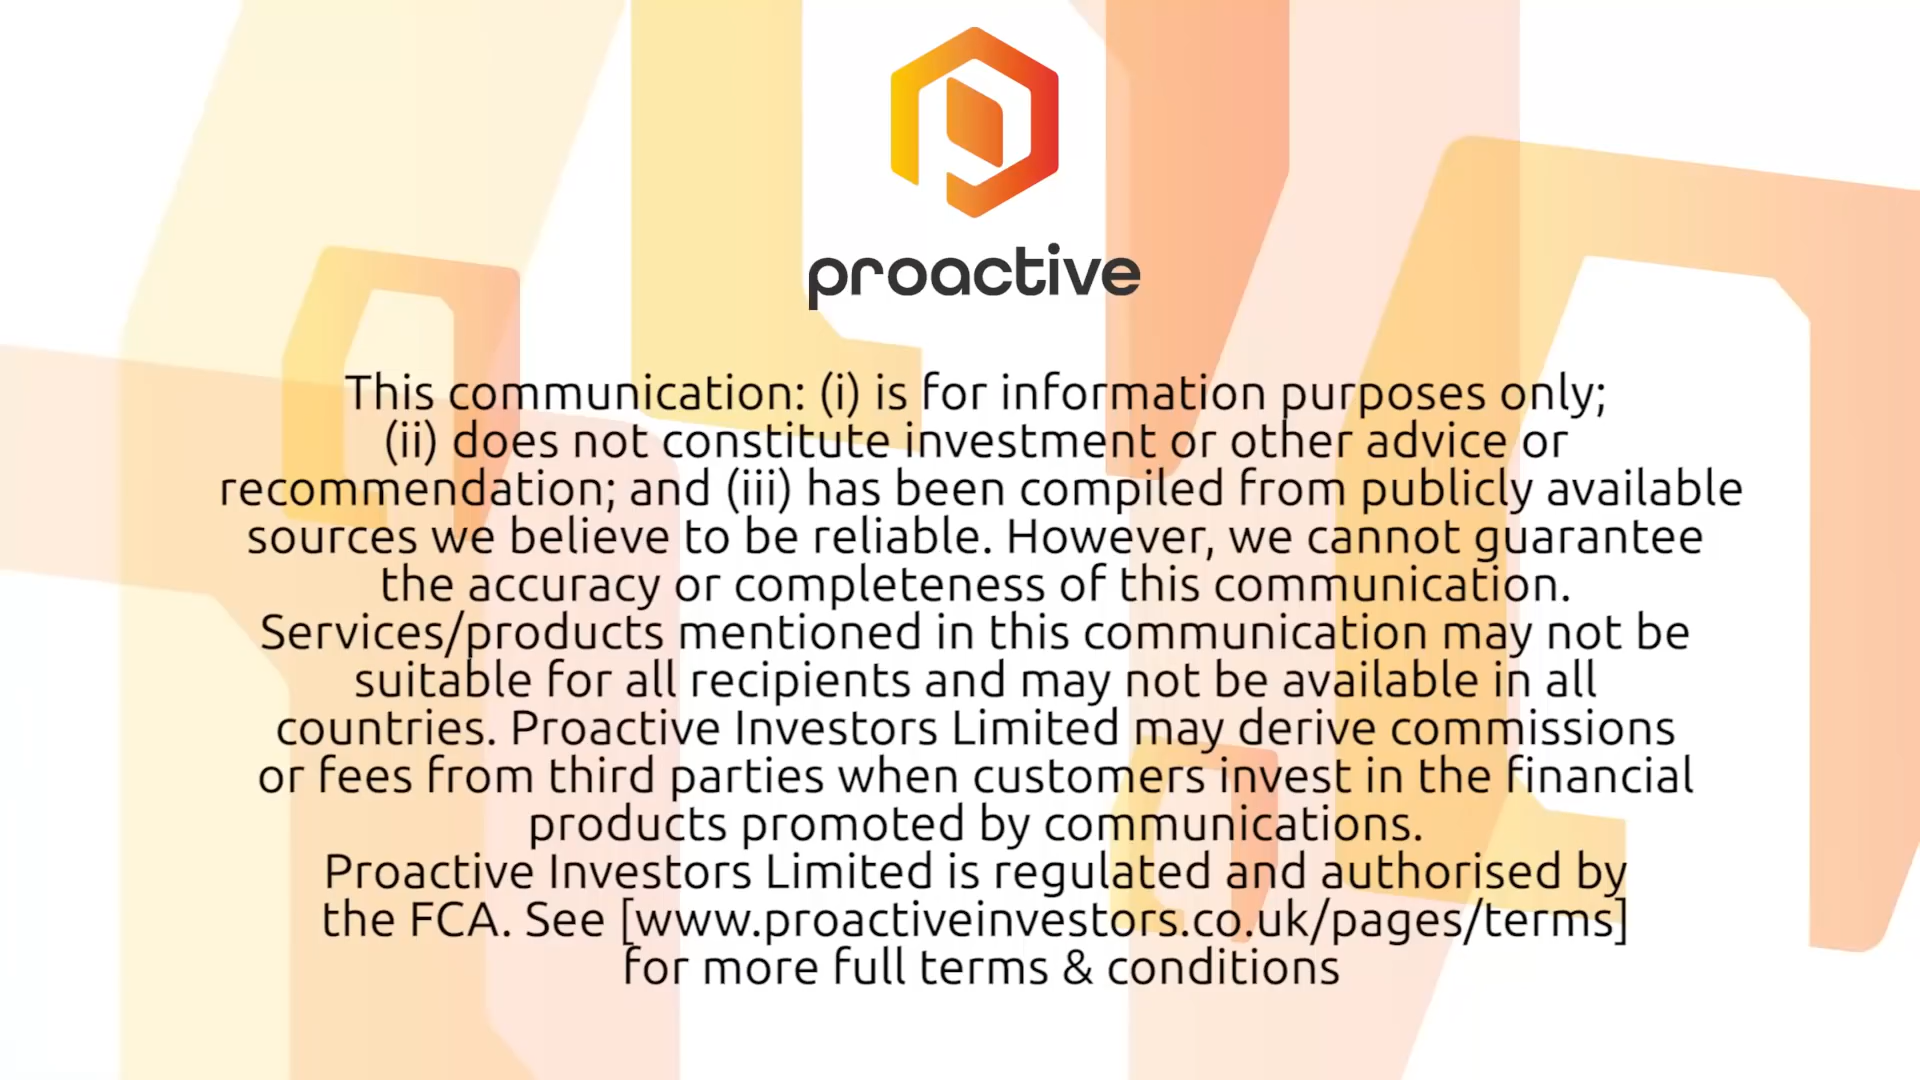 proactive
This communication: (i) is for information purposes only;
(ii) does not constitute investment or other advice or
recommendation; and (iii) has been compiled from publicly available
sources we believe to be reliable. However, we cannot guarantee
the accuracy or completeness of this communication.
Services/products mentioned in this communication may not be
suitable for all recipients and may not be available in all
countries. Proactive Investors Limited may derive commissions
or fees from third parties when customers invest in the financial
products promoted by communications.
Proactive Investors Limited is regulated and authorised by
the FCA. See [www.proactiveinvestors.co.uk/pages/terms]
for more full terms & conditions